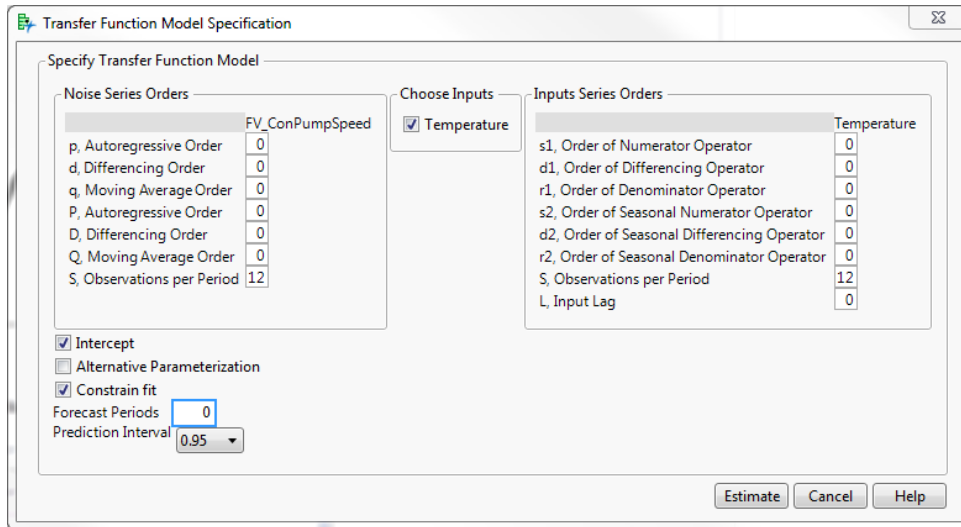 Transfer Function Model Specification
Specify Transfer Function Model
Noise Series Orders
FV_ConPumpSpeed
p, Autoregressive Order 0
d, Differencing Order 0
q, Moving Average Order 0
P, Autoregressive Order 0
D, Differencing Order 0
Q, Moving Average Order 0
S, Observations per Period 12
Choose Inputs
Temperature
Inputs Series Orders
Temperature
s1, Order of Numerator Operator 0
d1, Order of Differencing Operator 0
r1, Order of Denominator Operator 0
s2, Order of Seasonal Numerator Operator 0
d2, Order of Seasonal Differencing Operator 0
r2, Order of Seasonal Denominator Operator 0
S, Observations per Period 12
L, Input Lag 0
Intercept
Alternative Parameterization
Constrain fit
Forecast Periods 0
Prediction Interval 0.95
Estimate Cancel Help